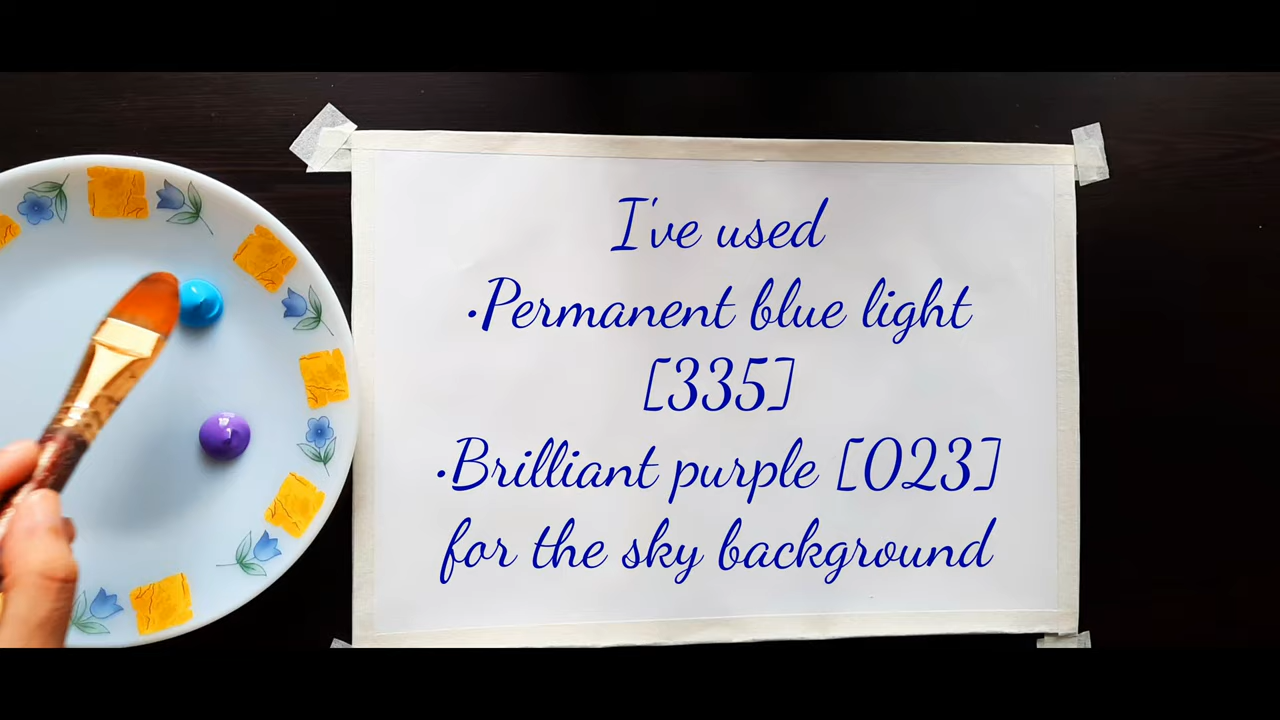 I've used
•Permanent blue light
[335]
•Brilliant purple [023]
for the sky background